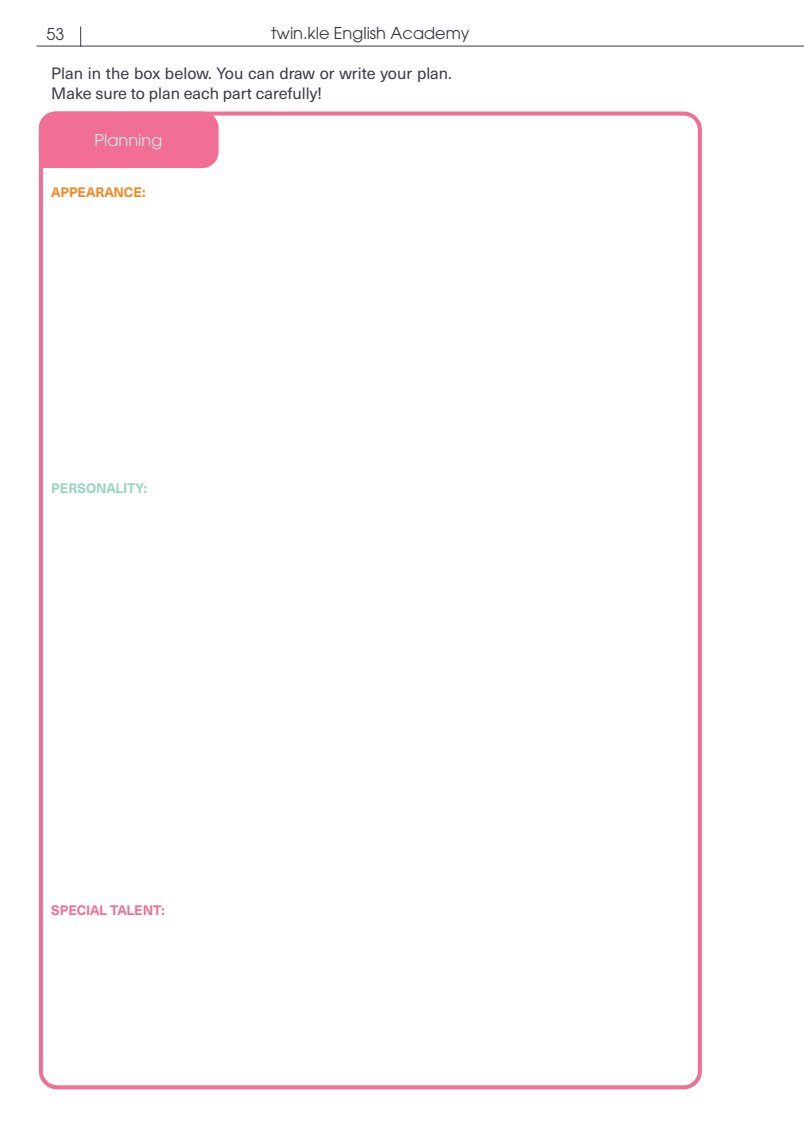 53
twin.kle English Academy
Plan in the box below. You can draw or write your plan.
Make sure to plan each part carefully!
Planning
APPEARANCE:
PERSONALITY:
SPECIAL TALENT: